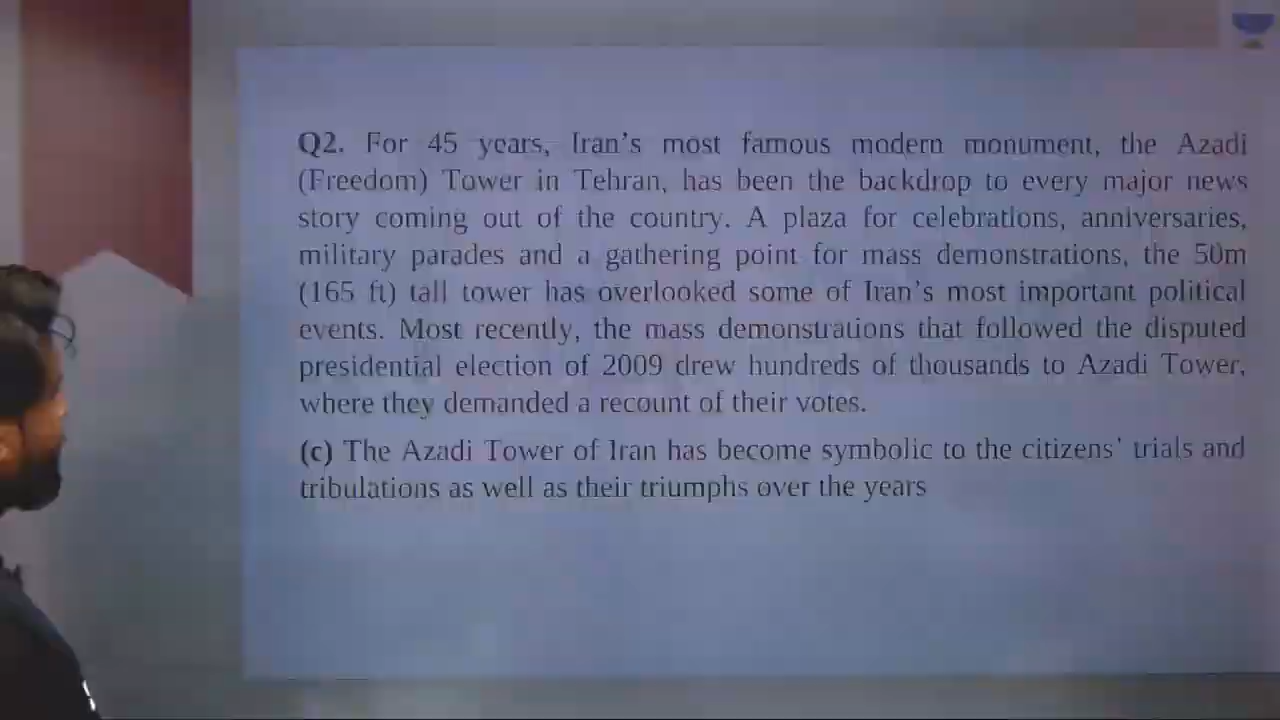 Q2. For 45 years, Iran's most famous modern monument, the Azadi
(Freedom) Tower in Tehran, has been the backdrop to every major news
story coming out of the country. A plaza for celebrations, anniversaries,
military parades and a gathering point for mass demonstrations, the 50m
(165 ft) tall tower has overlooked some of Iran's most important political
events. Most recently, the mass demonstrations that followed the disputed
presidential election of 2009 drew hundreds of thousands to Azadi Tower,
where they demanded a recount of their votes.
(c) The Azadi Tower of Iran has become symbolic to the citizens' trials and
tribulations as well as their triumphs over the years